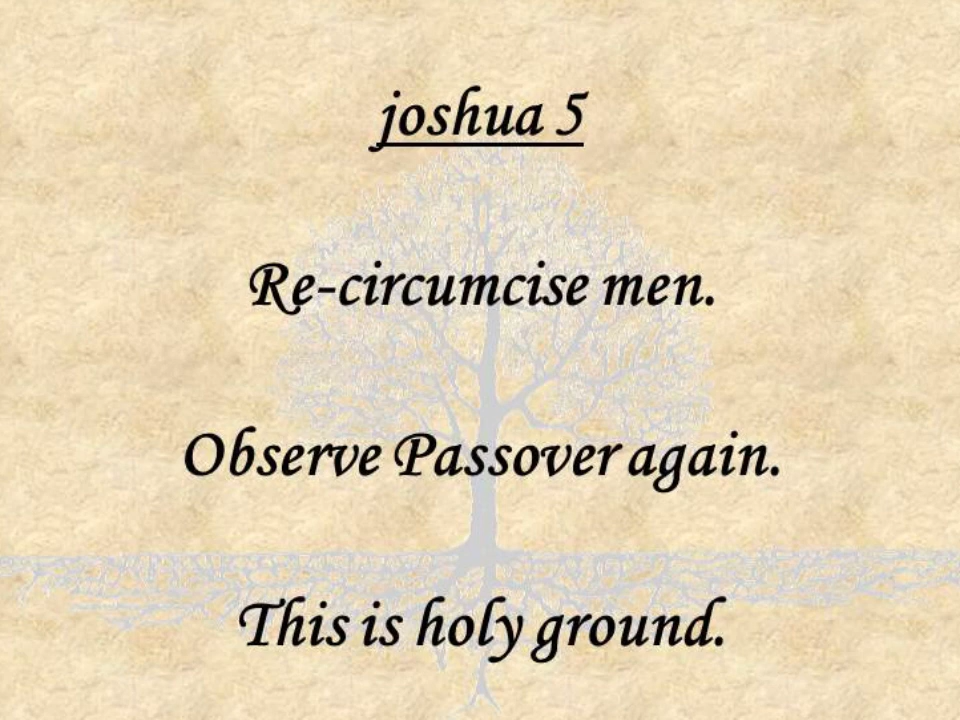 joshua 5
Re-circumcise men.
Observe Passover again.
This is holy ground.